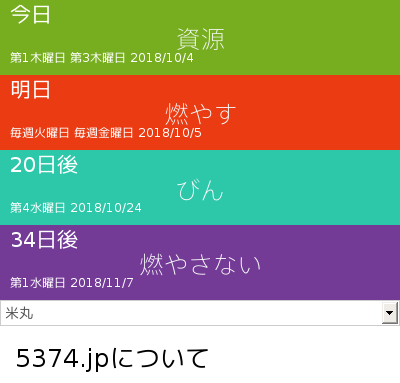 今日
資源
第1木曜日 第3木曜日 2018/10/4
明日
燃やす
毎週火曜日 毎週金曜日 2018/10/5
20日後
びん
第4水曜日 2018/10/24
34日後
燃やさない
第1水曜日 2018/11/7
米丸
5374.jpについて